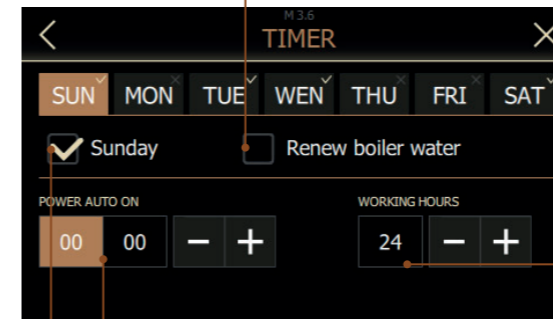 M 3.6
TIMER
SUN MON TUE WEN THU FRI SAT
Sunday Renew boiler water
POWER AUTO ON WORKING HOURS
00 00 − + 24 − +